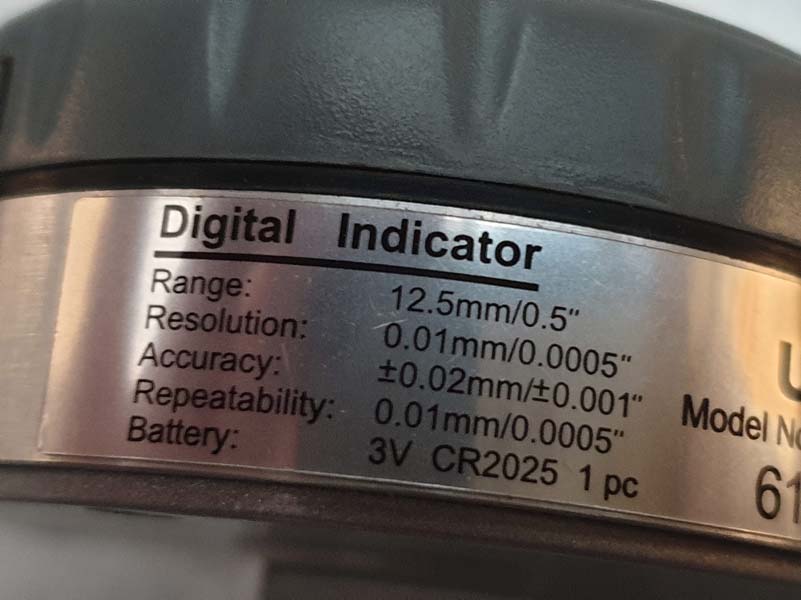 Digital Indicator
Range: 12.5mm/0.5"
Resolution: 0.01mm/0.0005"
Accuracy: ±0.02mm/±0.001"
Repeatability: 0.01mm/0.0005"
Battery: 3V CR2025 1 pc
Model